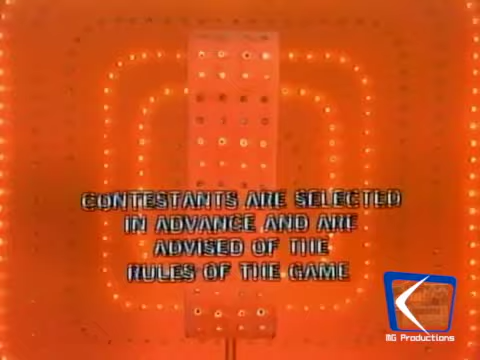 CONTESTANTS ARE SELECTED
IN ADVANCE AND ARE
ADVISED OF THE
RULES OF THE GAME
MG Productions